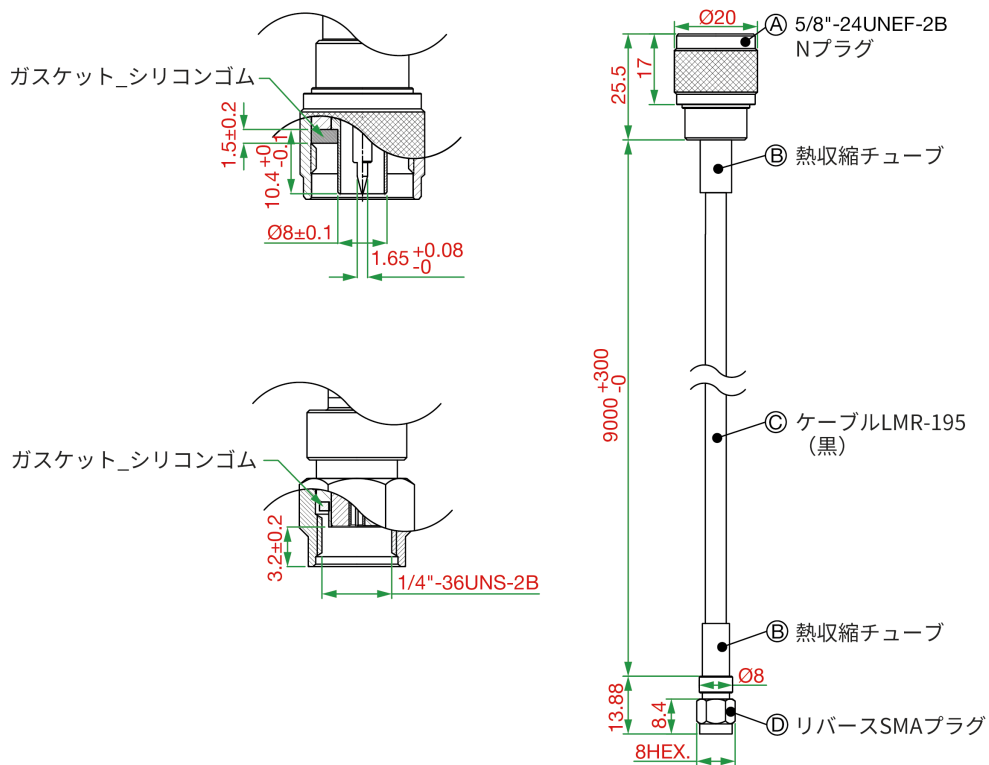 ガスケット_シリコンゴム
1.5±0.2
10.4 +0
-0.1
Ø8±0.1
1.65 +0.08
-0
ガスケット_シリコンゴム
3.2±0.2
1/4"-36UNS-2B
Ø20
Ⓐ 5/8"-24UNEF-2B
Nプラグ
25.5
17
Ⓑ 熱収縮チューブ
9000 +300
-0
Ⓒ ケーブルLMR-195
（黒）
Ⓑ 熱収縮チューブ
Ø8
13.88
8.4
Ⓓ リバースSMAプラグ
8HEX.